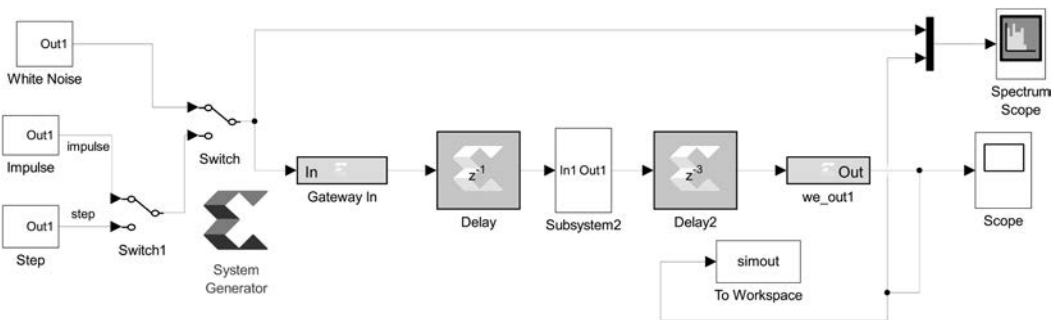 Out1
White Noise
Out1
impulse
Impulse
Out1
step
Step
Switch1
Switch
System
Generator
In
Gateway In
z-1
Delay
In1 Out1
Subsystem2
z-3
Delay2
Out
we_out1
simout
To Workspace
Spectrum
Scope
Scope